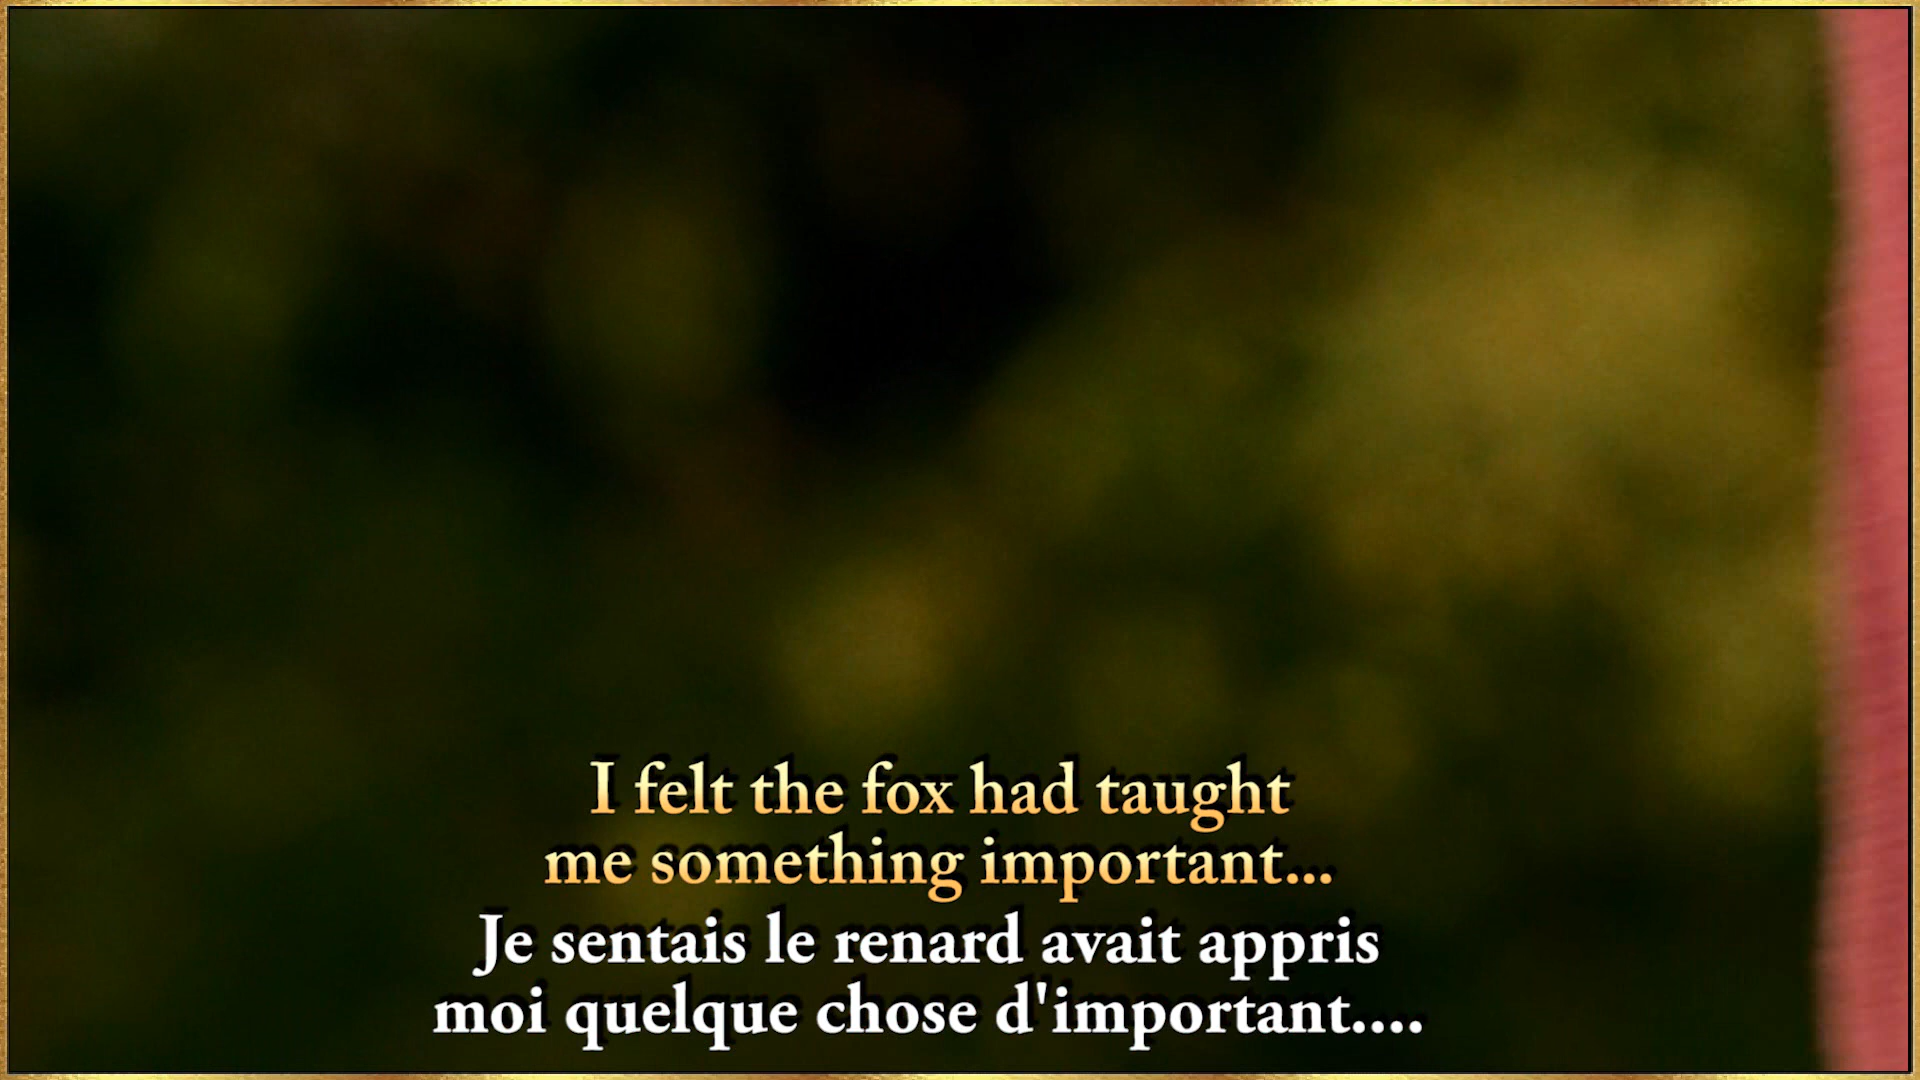 I felt the fox had taught
me something important...
Je sentais le renard avait appris
moi quelque chose d'important....